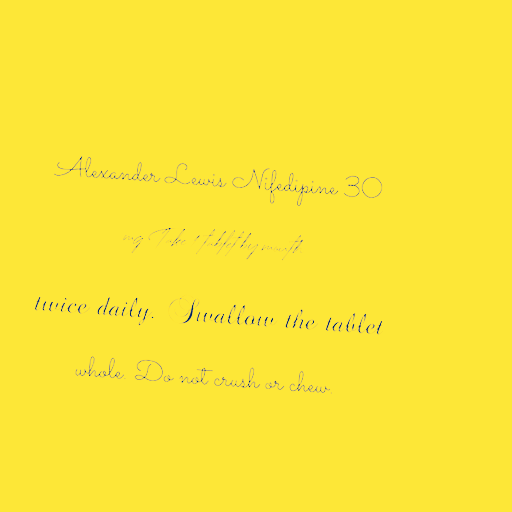 Alexander Lewis Nifedipine 30
mg Take 1 tablet by mouth
twice daily. Swallow the tablet
whole. Do not crush or chew.